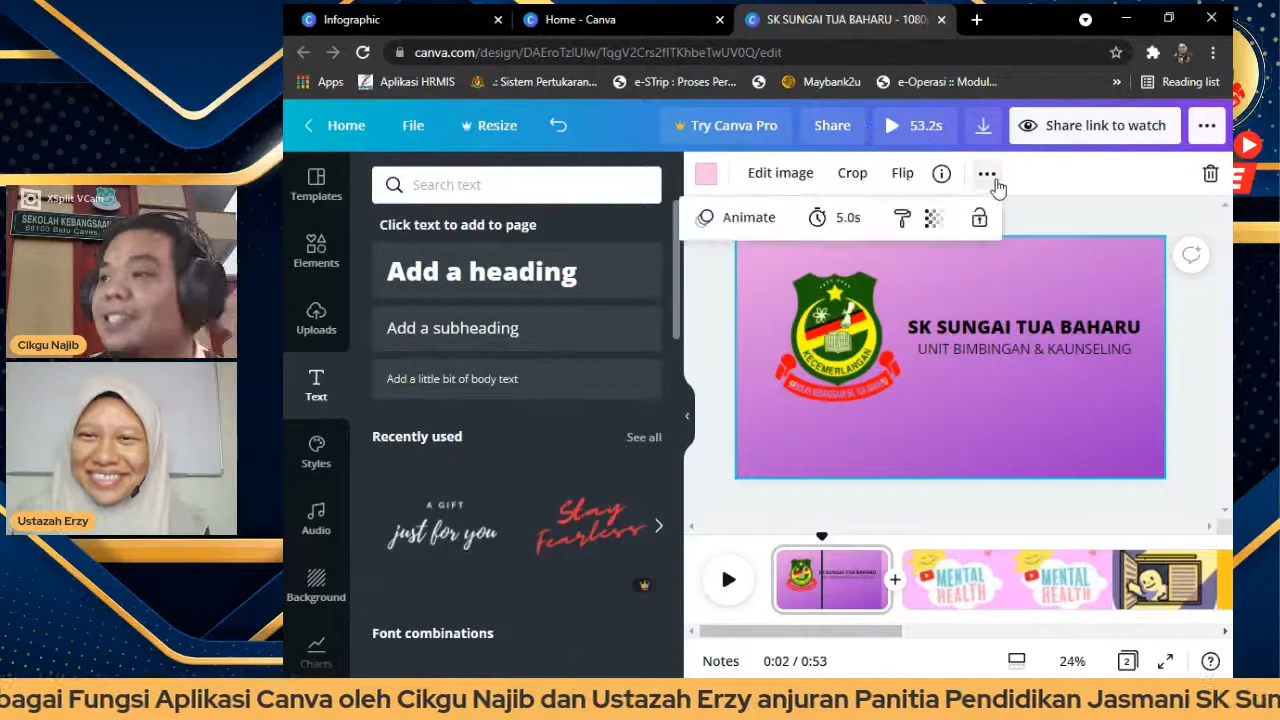 Infographic
Home - Canva
SK SUNGAI TUA BAHARU - 1080p
canva.com/design/DAEroTzlUIw/TqgV2Crs2fITKhbeTwUV0Q/edit
Apps
Aplikasi HRMIS
.: Sistem Pertukaran...
e-STrip : Proses Per...
Maybank2u
e-Operasi :: Modul...
»
Reading list
Home
File
Resize
Try Canva Pro
Share
53.2s
Share link to watch
Templates
Elements
Uploads
Text
Styles
Audio
Background
Charts
Search text
Click text to add to page
Add a heading
Add a subheading
Add a little bit of body text
Recently used
See all
A GIFT
just for you
Stay
Fearless
Font combinations
Edit image
Crop
Flip
Animate
5.0s
KECEMERLANGAN
SK SUNGAI TUA BAHARU
UNIT BIMBINGAN & KAUNSELING
SK SUNGAI TUA BAHARU
MENTAL
HEALTH
MENTAL
HEALTH
Notes
0:02 / 0:53
24%
2
XSplit VCam
SEKOLAH KEBANGSAAN
68100 Batu Caves,
Cikgu Najib
Ustazah Erzy
bagai Fungsi Aplikasi Canva oleh Cikgu Najib dan Ustazah Erzy anjuran Panitia Pendidikan Jasmani SK Sun